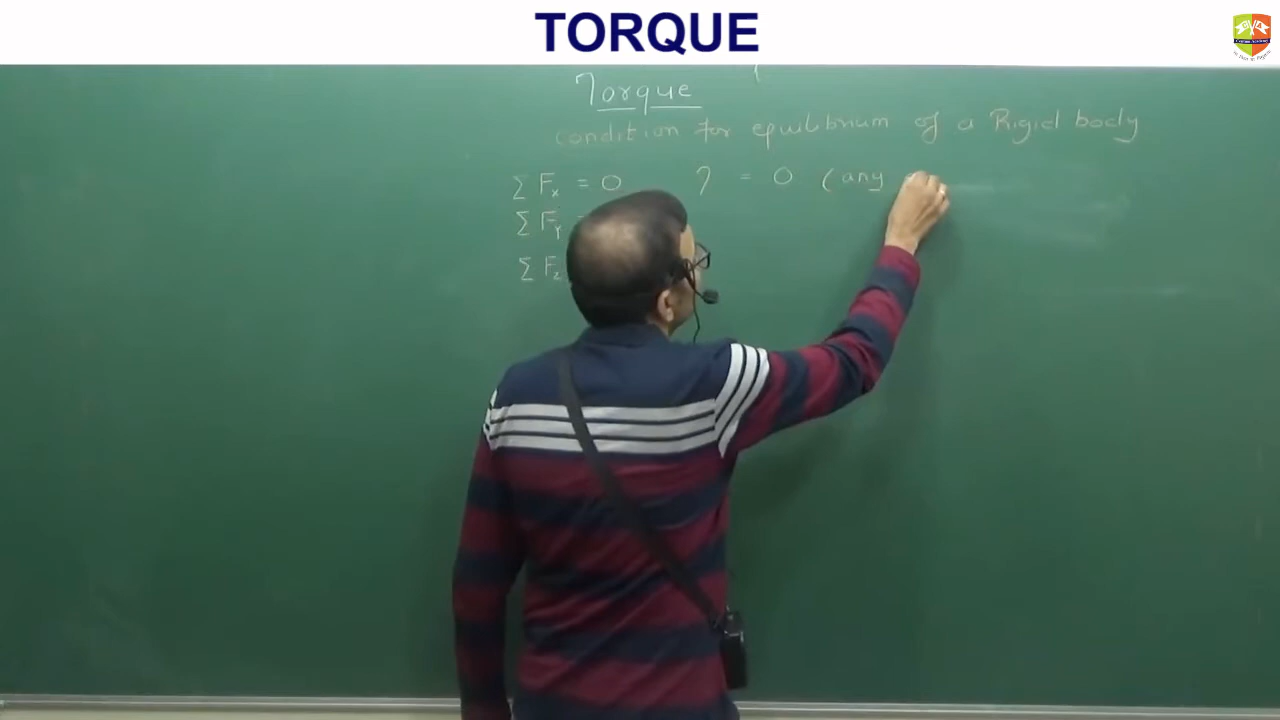 TORQUE
Torque
condition for equilibrium of a Rigid body
∑ Fx = 0 τ = 0 (any
∑ Fy =
∑ Fz